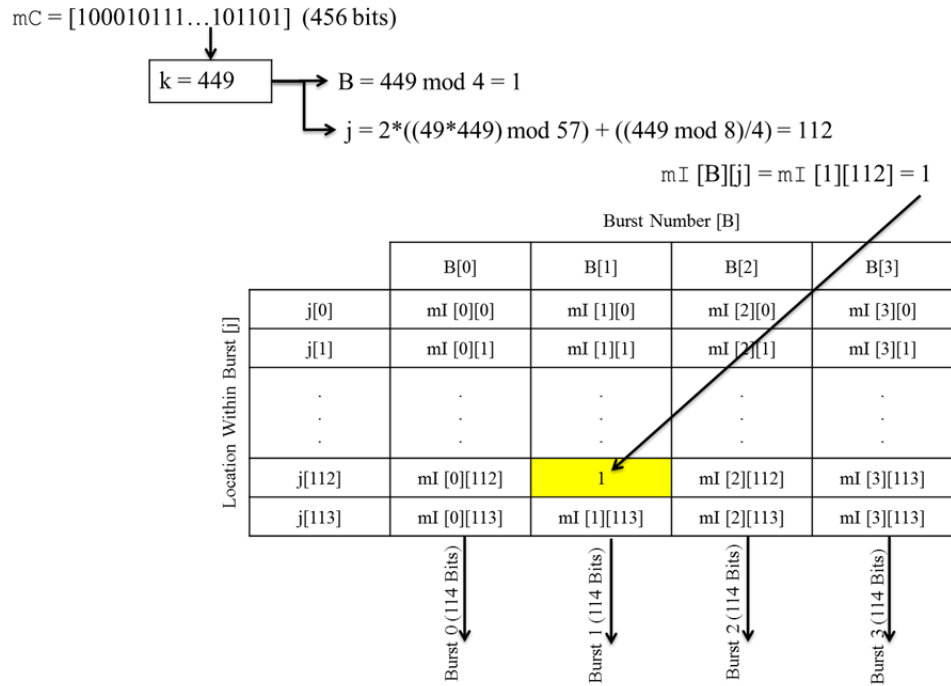 mC = [100010111…101101] (456 bits)
k = 449
B = 449 mod 4 = 1
j = 2*((49*449) mod 57) + ((449 mod 8)/4) = 112
mI [B][j] = mI [1][112] = 1
Burst Number [B]
B[0] B[1] B[2] B[3]
Location Within Burst [j]
j[0] mI [0][0] mI [1][0] mI [2][0] mI [3][0]
j[1] mI [0][1] mI [1][1] mI [2][1] mI [3][1]
. . . . .
. . . . .
. . . . .
j[112] mI [0][112] 1 mI [2][112] mI [3][113]
j[113] mI [0][113] mI [1][113] mI [2][113] mI [3][113]
Burst 0 (114 Bits)
Burst 1 (114 Bits)
Burst 2 (114 Bits)
Burst 3 (114 Bits)